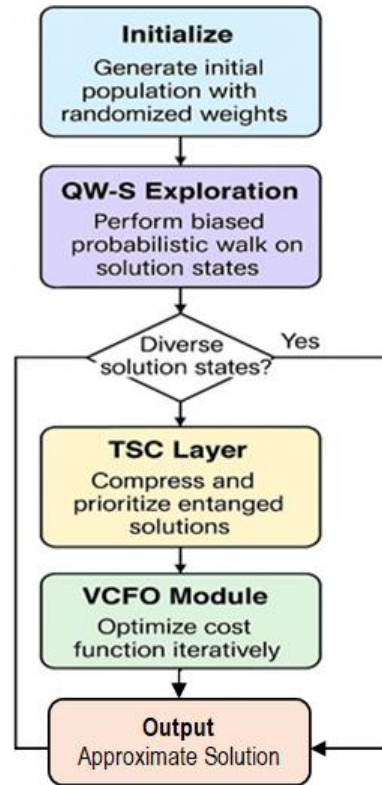 Initialize
Generate initial
population with
randomized weights
QW-S Exploration
Perform biased
probabilistic walk on
solution states
Diverse
solution states?
Yes
TSC Layer
Compress and
prioritize entanged
solutions
VCFO Module
Optimize cost
function iteratively
Output
Approximate Solution